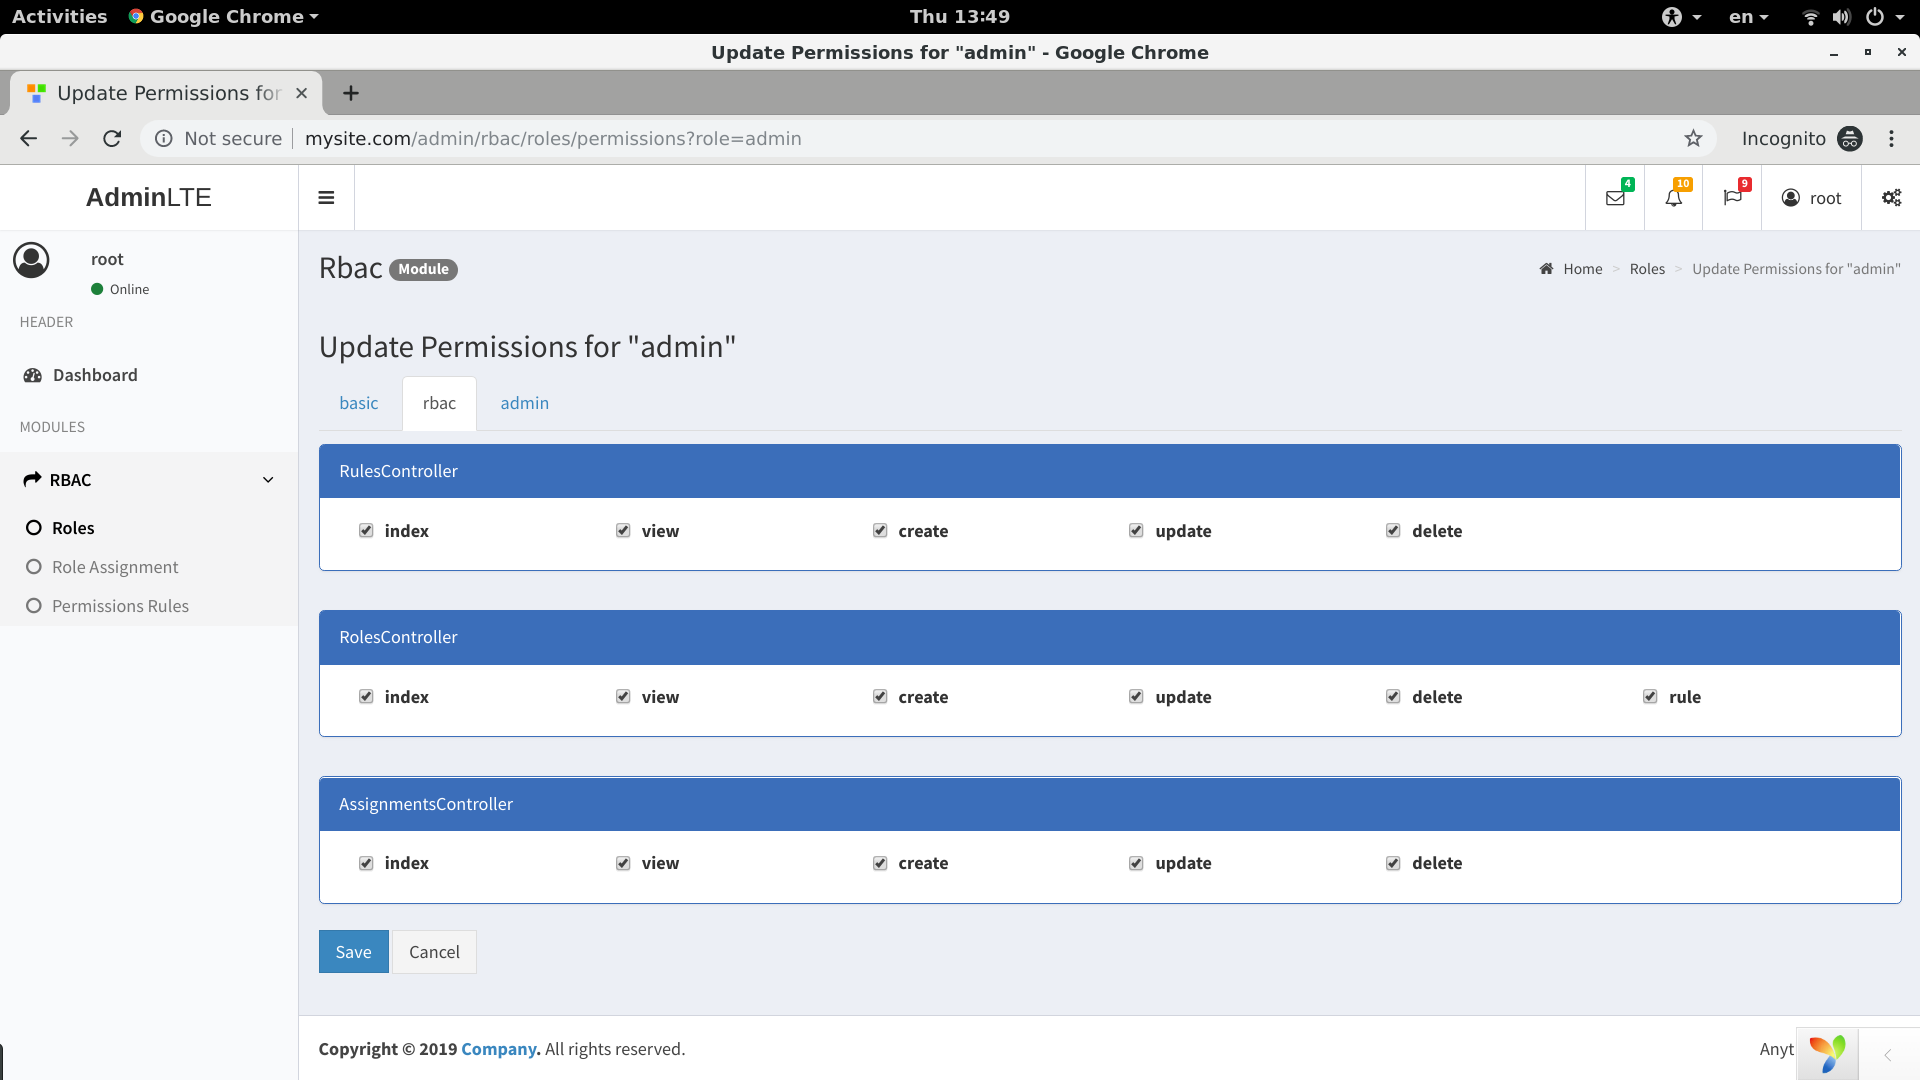 Activities Google Chrome Thu 13:49 en
Update Permissions for "admin" - Google Chrome
Update Permissions for
Not secure mysite.com/admin/rbac/roles/permissions?role=admin Incognito
AdminLTE 4 10 9 root
root
Online
Rbac Module Home > Roles > Update Permissions for "admin"
HEADER
Update Permissions for "admin"
Dashboard
basic rbac admin
MODULES
RulesController
RBAC
index view create update delete
Roles
Role Assignment
Permissions Rules
RolesController
index view create update delete rule
AssignmentsController
index view create update delete
Save Cancel
Copyright © 2019 Company. All rights reserved. Anyt